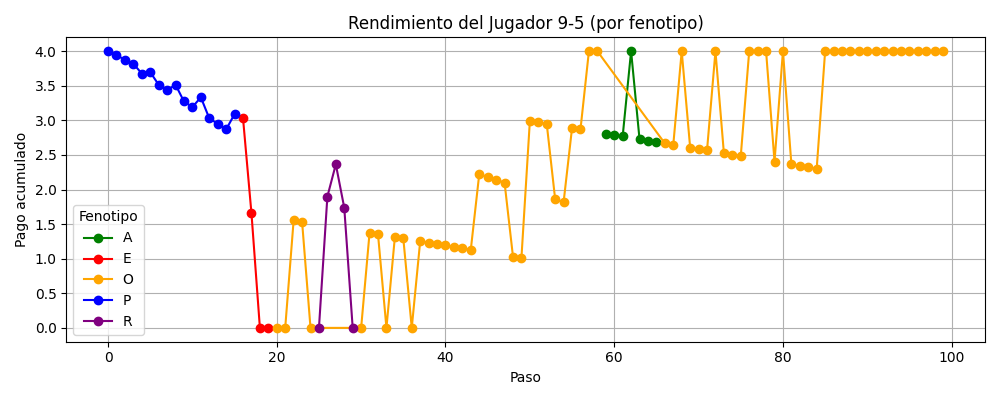 Rendimiento del Jugador 9-5 (por fenotipo)
Pago acumulado
4.0
3.5
3.0
2.5
2.0
1.5
1.0
0.5
0.0
Fenotipo
A
E
O
P
R
0 20 40 60 80 100
Paso